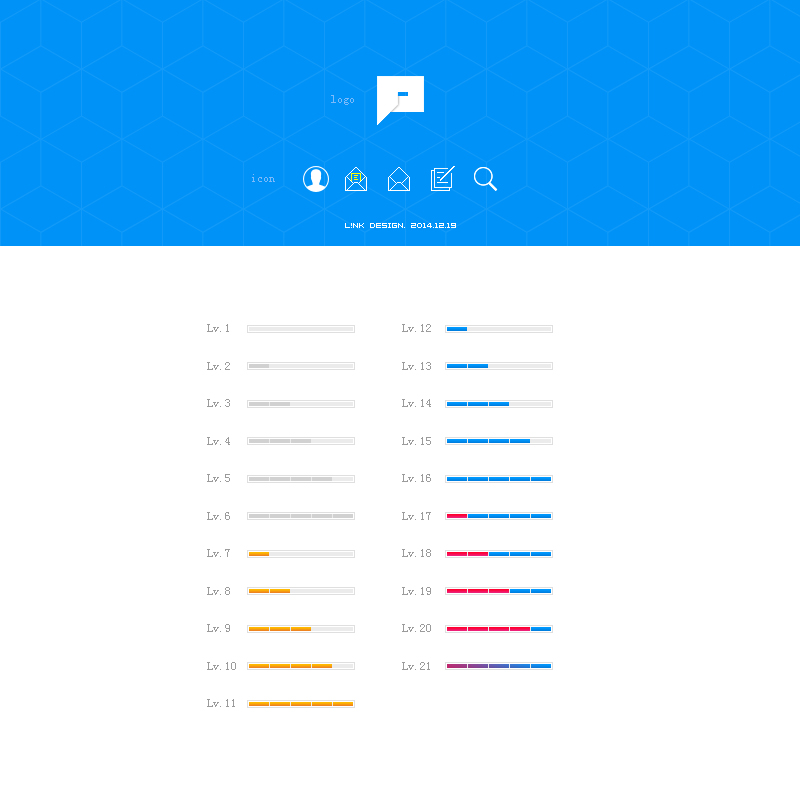 logo
icon
L!NK DESIGN. 2014.12.19
Lv. 1
Lv. 2
Lv. 3
Lv. 4
Lv. 5
Lv. 6
Lv. 7
Lv. 8
Lv. 9
Lv. 10
Lv. 11
Lv. 12
Lv. 13
Lv. 14
Lv. 15
Lv. 16
Lv. 17
Lv. 18
Lv. 19
Lv. 20
Lv. 21